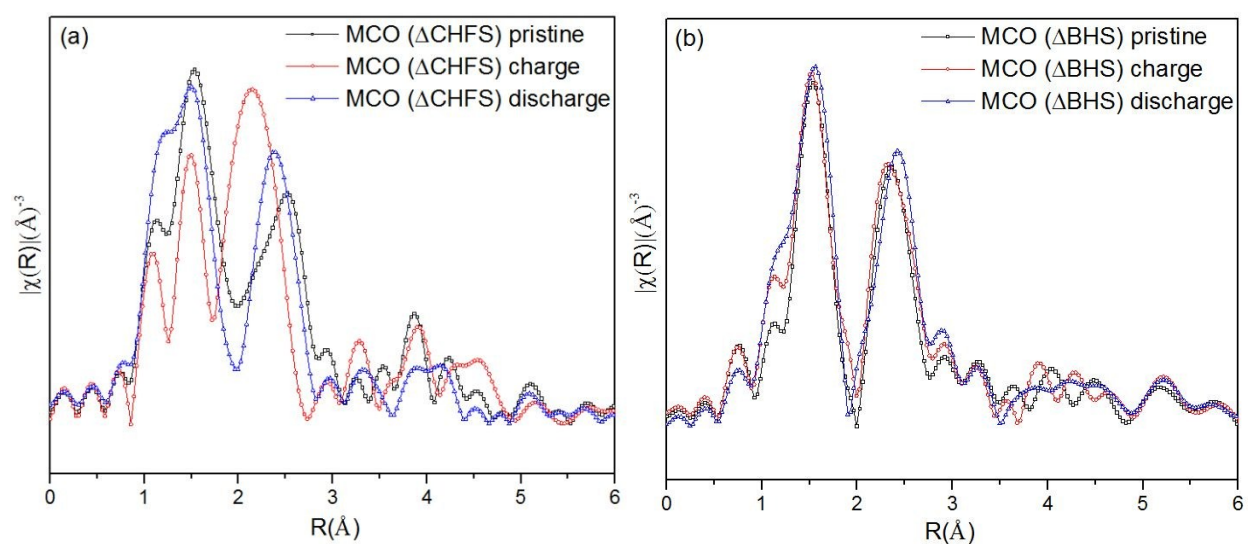 (a)
MCO (ΔCHFS) pristine
MCO (ΔCHFS) charge
MCO (ΔCHFS) discharge
|χ(R)|(Å)⁻³
0 1 2 3 4 5 6
R(Å)
(b)
MCO (ΔBHS) pristine
MCO (ΔBHS) charge
MCO (ΔBHS) discharge
|χ(R)|(Å)⁻³
0 1 2 3 4 5 6
R(Å)